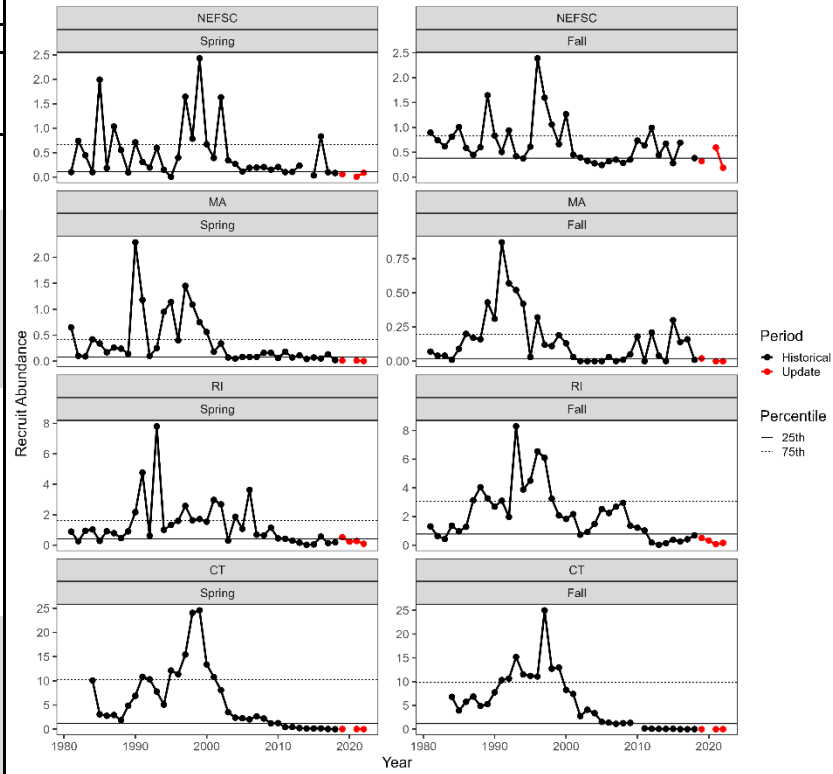 NEFSC NEFSC
Spring Fall
2.5
2.0
1.5
1.0
0.5
0.0
2.5
2.0
1.5
1.0
0.5
0.0
MA MA
Spring Fall
2.0
1.5
1.0
0.5
0.0
0.75
0.50
0.25
0.00
RI RI
Spring Fall
8
6
4
2
0
8
6
4
2
0
CT CT
Spring Fall
25
20
15
10
5
0
25
20
15
10
5
0
1980 1990 2000 2010 2020 1980 1990 2000 2010 2020
Year
Recruit Abundance
Period
Historical
Update
Percentile
25th
75th